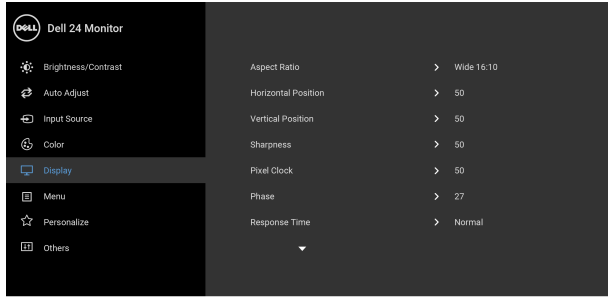 DELL Dell 24 Monitor
Brightness/Contrast Aspect Ratio Wide 16:10
Auto Adjust Horizontal Position 50
Input Source Vertical Position 50
Color Sharpness 50
Display Pixel Clock 50
Menu Phase 27
Personalize Response Time Normal
Others